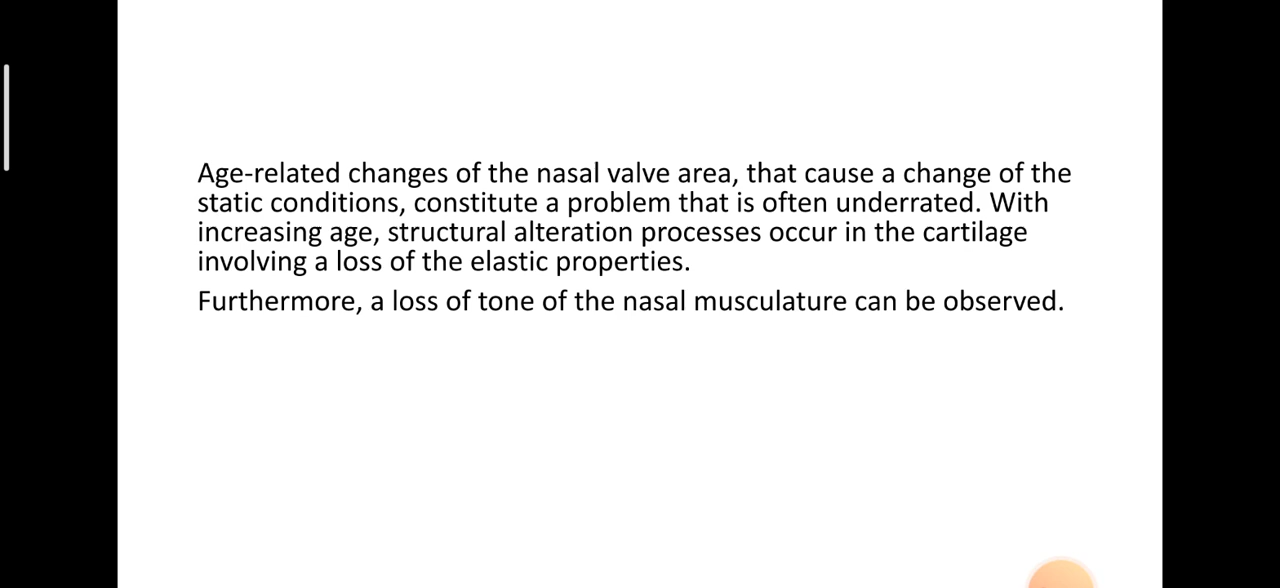 Age-related changes of the nasal valve area, that cause a change of the
static conditions, constitute a problem that is often underrated. With
increasing age, structural alteration processes occur in the cartilage
involving a loss of the elastic properties.
Furthermore, a loss of tone of the nasal musculature can be observed.